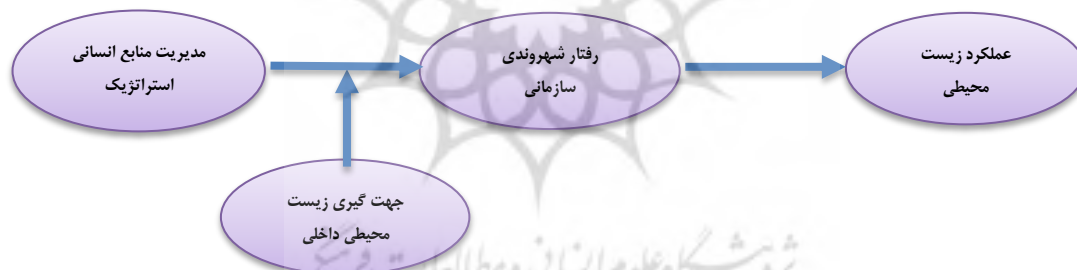 مدیریت منابع انسانی
استراتژیک
رفتار شهروندی
سازمانی
عملکرد زیست
محیطی
جهت گیری زیست
محیطی داخلی